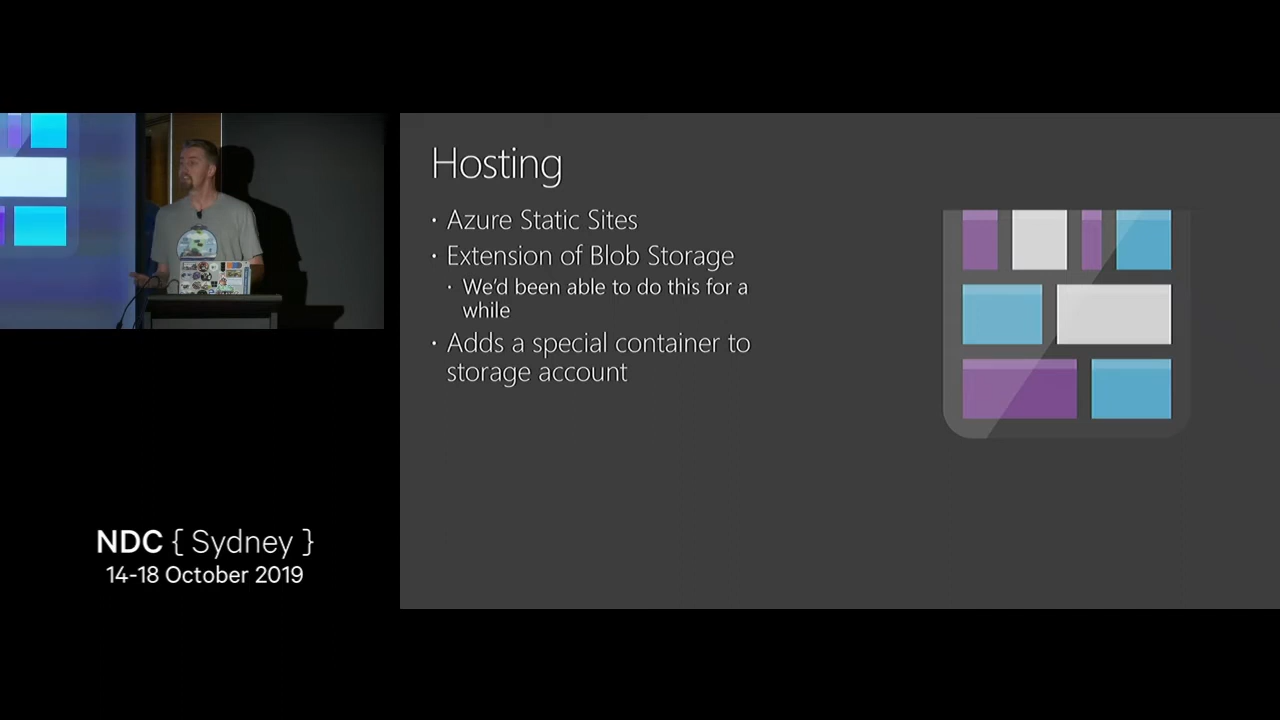 Hosting
· Azure Static Sites
· Extension of Blob Storage
· We'd been able to do this for a
while
· Adds a special container to
storage account
NDC { Sydney }
14-18 October 2019